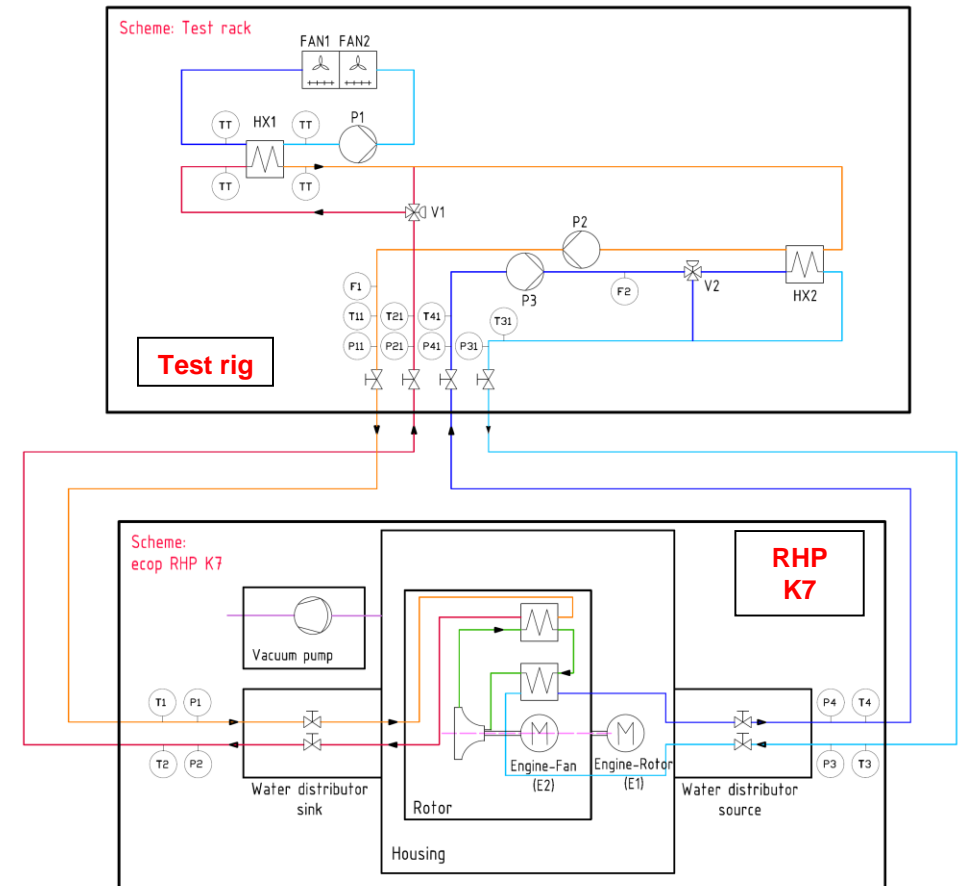 Scheme: Test rack
FAN1 FAN2
TT
HX1
TT
P1
TT
TT
V1
P2
P3
F2
V2
HX2
F1
T11
T21
T41
T31
P11
P21
P41
P31
Test rig
Scheme:
ecop RHP K7
RHP
K7
Vacuum pump
T1
P1
P4
T4
T2
P2
P3
T3
M
M
Engine-Fan
(E2)
Engine-Rotor
(E1)
Water distributor
sink
Water distributor
source
Rotor
Housing